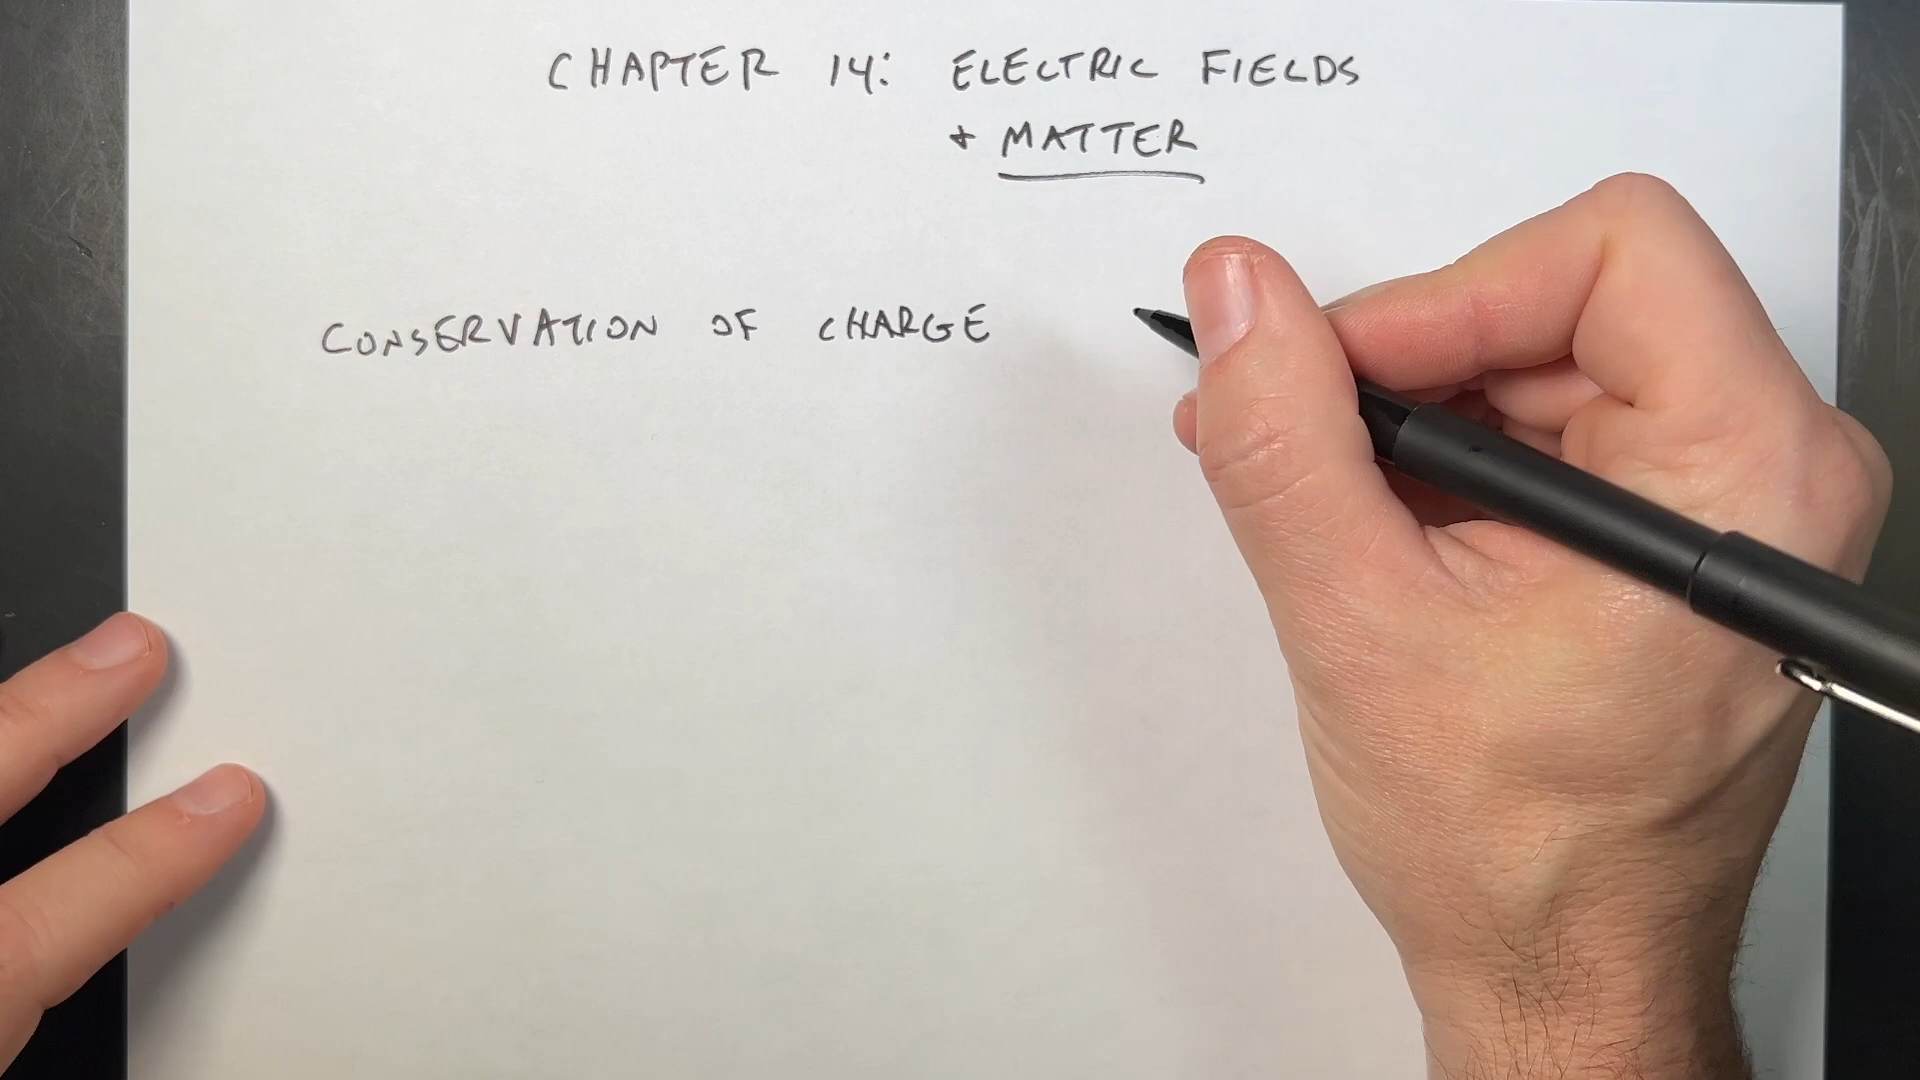 CHAPTER 14: ELECTRIC FIELDS
+ MATTER
CONSERVATION OF CHARGE